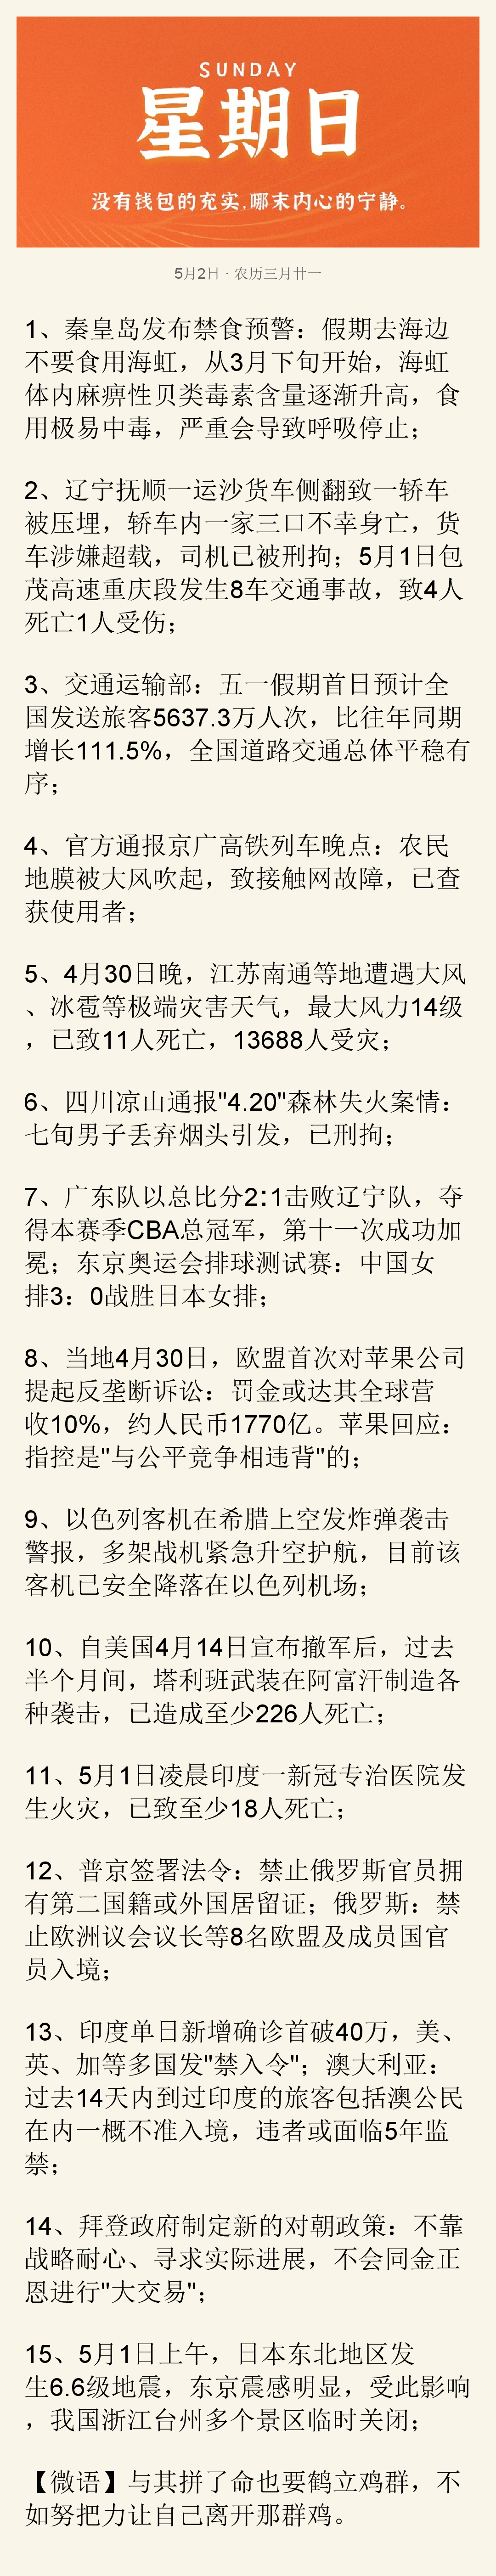 SUNDAY
星期日
没有钱包的充实,哪来内心的宁静。
5月2日 · 农历三月廿一
1、秦皇岛发布禁食预警：假期去海边
不要食用海虹，从3月下旬开始，海虹
体内麻痹性贝类毒素含量逐渐升高，食
用极易中毒，严重会导致呼吸停止；
2、辽宁抚顺一运沙货车侧翻致一轿车
被压埋，轿车内一家三口不幸身亡，货
车涉嫌超载，司机已被刑拘；5月1日包
茂高速重庆段发生8车交通事故，致4人
死亡1人受伤；
3、交通运输部：五一假期首日预计全
国发送旅客5637.3万人次，比往年同期
增长111.5%，全国道路交通总体平稳有
序；
4、官方通报京广高铁列车晚点：农民
地膜被大风吹起，致接触网故障，已查
获使用者；
5、4月30日晚，江苏南通等地遭遇大风
、冰雹等极端灾害天气，最大风力14级
，已致11人死亡，13688人受灾；
6、四川凉山通报"4.20"森林失火案情：
七旬男子丢弃烟头引发，已刑拘；
7、广东队以总比分2:1击败辽宁队，夺
得本赛季CBA总冠军，第十一次成功加
冕；东京奥运会排球测试赛：中国女
排3：0战胜日本女排；
8、当地4月30日，欧盟首次对苹果公司
提起反垄断诉讼：罚金或达其全球营
收10%，约人民币1770亿。苹果回应：
指控是"与公平竞争相违背"的；
9、以色列客机在希腊上空发炸弹袭击
警报，多架战机紧急升空护航，目前该
客机已安全降落在以色列机场；
10、自美国4月14日宣布撤军后，过去
半个月间，塔利班武装在阿富汗制造各
种袭击，已造成至少226人死亡；
11、5月1日凌晨印度一新冠专治医院发
生火灾，已致至少18人死亡；
12、普京签署法令：禁止俄罗斯官员拥
有第二国籍或外国居留证；俄罗斯：禁
止欧洲议会议长等8名欧盟及成员国官
员入境；
13、印度单日新增确诊首破40万，美、
英、加等多国发"禁入令"；澳大利亚：
过去14天内到过印度的旅客包括澳公民
在内一概不准入境，违者或面临5年监
禁；
14、拜登政府制定新的对朝政策：不靠
战略耐心、寻求实际进展，不会同金正
恩进行"大交易"；
15、5月1日上午，日本东北地区发
生6.6级地震，东京震感明显，受此影响
，我国浙江台州多个景区临时关闭；
【微语】与其拼了命也要鹤立鸡群，不
如努把力让自己离开那群鸡。